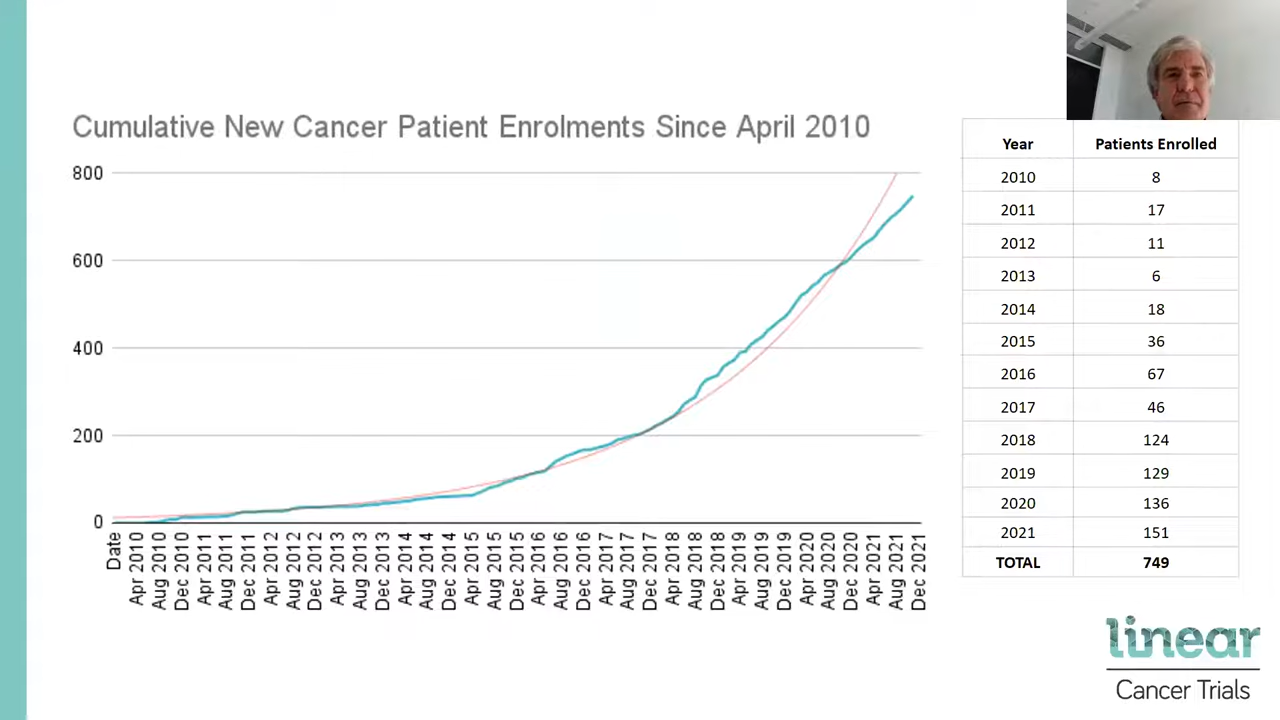 Cumulative New Cancer Patient Enrolments Since April 2010
800
600
400
200
0
Date
Apr 2010
Aug 2010
Dec 2010
Apr 2011
Aug 2011
Dec 2011
Apr 2012
Aug 2012
Dec 2012
Apr 2013
Aug 2013
Dec 2013
Apr 2014
Aug 2014
Dec 2014
Apr 2015
Aug 2015
Dec 2015
Apr 2016
Aug 2016
Dec 2016
Apr 2017
Aug 2017
Dec 2017
Apr 2018
Aug 2018
Dec 2018
Apr 2019
Aug 2019
Dec 2019
Apr 2020
Aug 2020
Dec 2020
Apr 2021
Aug 2021
Dec 2021
Year Patients Enrolled
2010 8
2011 17
2012 11
2013 6
2014 18
2015 36
2016 67
2017 46
2018 124
2019 129
2020 136
2021 151
TOTAL 749
linear
Cancer Trials